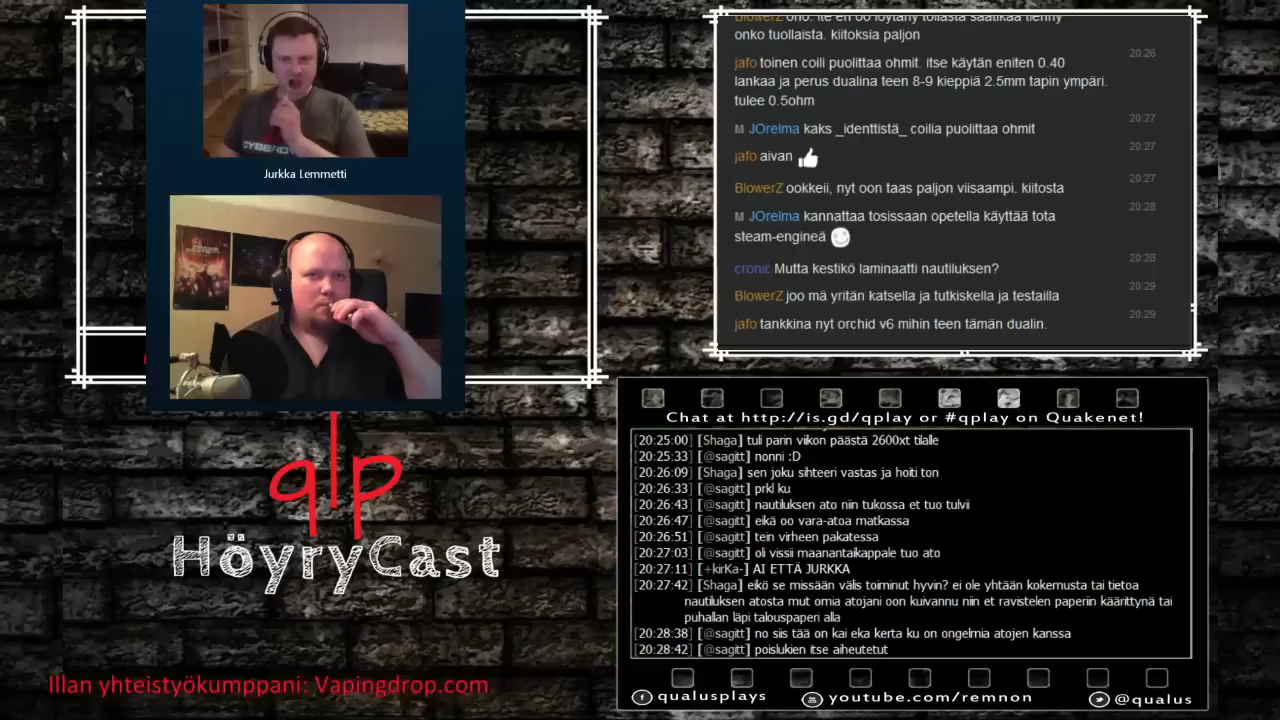 CYBERDY
Jurkka Lemmetti
qlp
HöyryCast
Illan yhteistyökumppani: Vapingdrop.com
BlowerZ oho. ite en oo löytäny tollasta saatikaa tienny
onko tuollaista. kiitoksia paljon
20:26
jafo toinen coili puolittaa ohmit. itse käytän eniten 0.40
lankaa ja perus dualina teen 8-9 kieppiä 2.5mm tapin ympäri.
tulee 0.5ohm
20:27
M JOrelma kaks _identtistä_ coilia puolittaa ohmit
20:27
jafo aivan
20:27
BlowerZ ookkeii, nyt oon taas paljon viisaampi. kiitosta
20:28
M JOrelma kannattaa tosissaan opetella käyttää tota
steam-engineä
20:28
cronic Mutta kestikö laminaatti nautiluksen?
20:29
BlowerZ joo mä yritän katsella ja tutkiskella ja testailla
20:29
jafo tankkina nyt orchid v6 mihin teen tämän dualin.
Chat at http://is.gd/qplay or #qplay on Quakenet!
[20:25:00] [Shaga] tuli parin viikon päästä 2600xt tilalle
[20:25:33] [@sagitt] nonni :D
[20:26:09] [Shaga] sen joku sihteeri vastas ja hoiti ton
[20:26:33] [@sagitt] prkl ku
[20:26:43] [@sagitt] nautiluksen ato niin tukossa et tuo tulvii
[20:26:47] [@sagitt] eikä oo vara-atoa matkassa
[20:26:51] [@sagitt] tein virheen pakatessa
[20:27:03] [@sagitt] oli vissii maanantaikappale tuo ato
[20:27:11] [+kirKa-] AI ETTÄ JURKKA
[20:27:42] [Shaga] eikö se missään välis toiminut hyvin? ei ole yhtään kokemusta tai tietoa
nautiluksen atosta mut omia atojani oon kuivannu niin et ravistelen paperiin käärittynä tai
puhallan läpi talouspaperi alla
[20:28:38] [@sagitt] no siis tää on kai eka kerta ku on ongelmia atojen kanssa
[20:28:42] [@sagitt] poislukien itse aiheutetut
qualusplays
youtube.com/remnon
@qualus